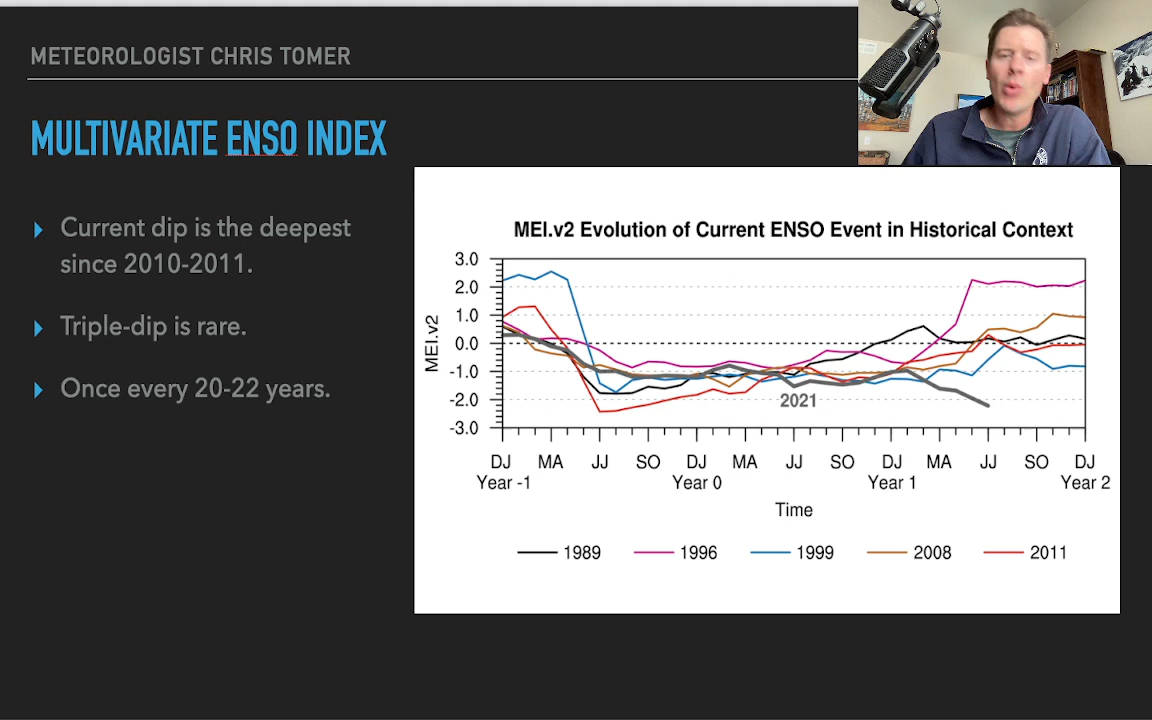 METEOROLOGIST CHRIS TOMER
MULTIVARIATE ENSO INDEX
Current dip is the deepest
since 2010-2011.
Triple-dip is rare.
Once every 20-22 years.
MEI.v2 Evolution of Current ENSO Event in Historical Context
MEI.v2
3.0
2.0
1.0
0.0
-1.0
-2.0
-3.0
2021
DJ MA JJ SO DJ MA JJ SO DJ MA JJ SO DJ
Year -1 Year 0 Year 1 Year 2
Time
1989 1996 1999 2008 2011